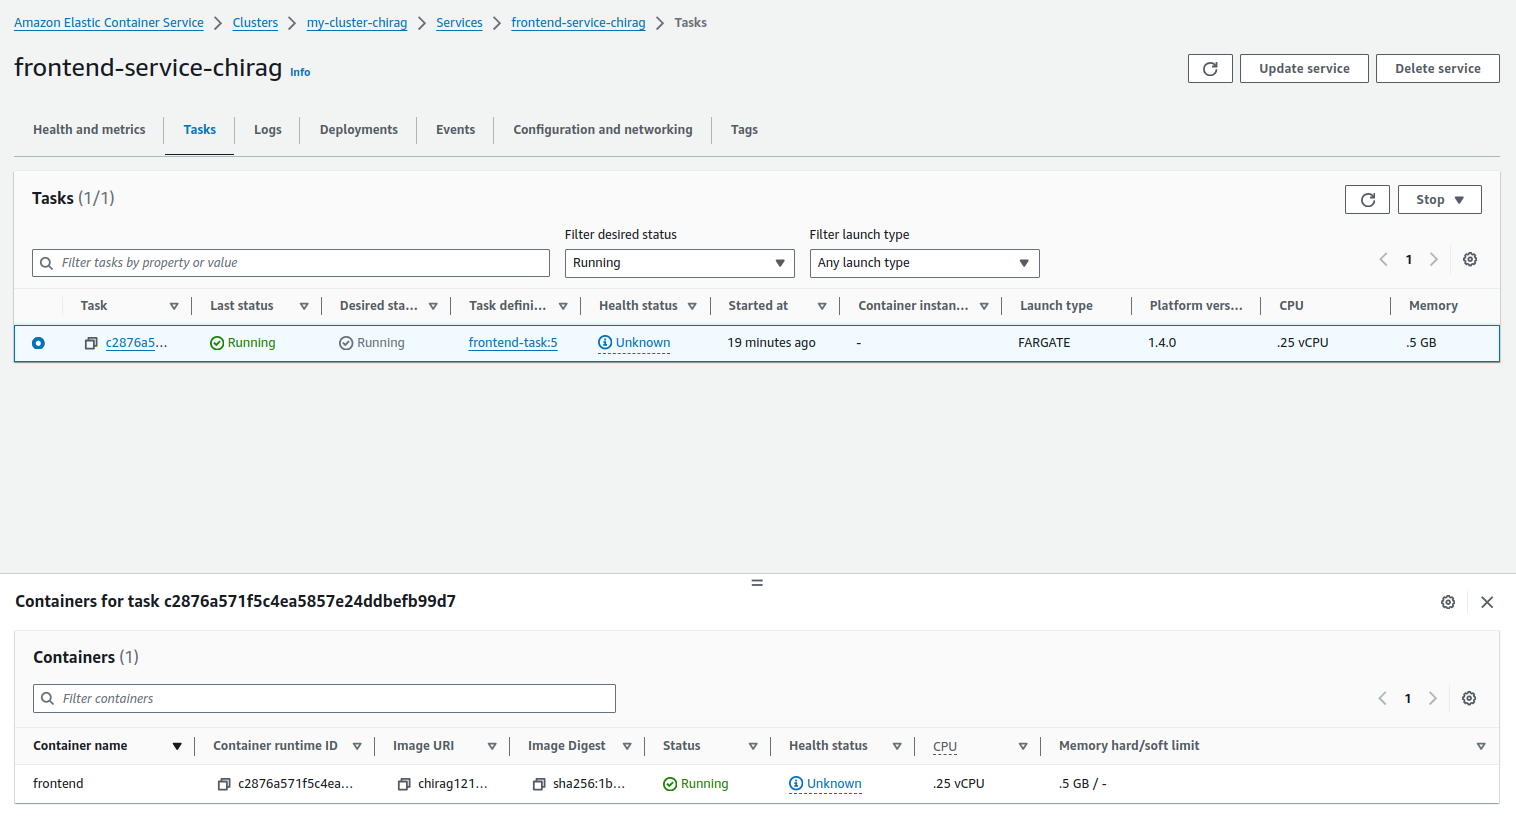 Amazon Elastic Container Service > Clusters > my-cluster-chirag > Services > frontend-service-chirag > Tasks
frontend-service-chirag Info
Update service Delete service
Health and metrics Tasks Logs Deployments Events Configuration and networking Tags
Tasks (1/1)
Stop
Filter desired status Filter launch type
Filter tasks by property or value Running Any launch type 1
Task Last status Desired sta... Task defini... Health status Started at Container instan... Launch type Platform vers... CPU Memory
c2876a5... Running Running frontend-task:5 Unknown 19 minutes ago - FARGATE 1.4.0 .25 vCPU .5 GB
Containers for task c2876a571f5c4ea5857e24ddbefb99d7
Containers (1)
Filter containers 1
Container name Container runtime ID Image URI Image Digest Status Health status CPU Memory hard/soft limit
frontend c2876a571f5c4ea... chirag121... sha256:1b... Running Unknown .25 vCPU .5 GB / -